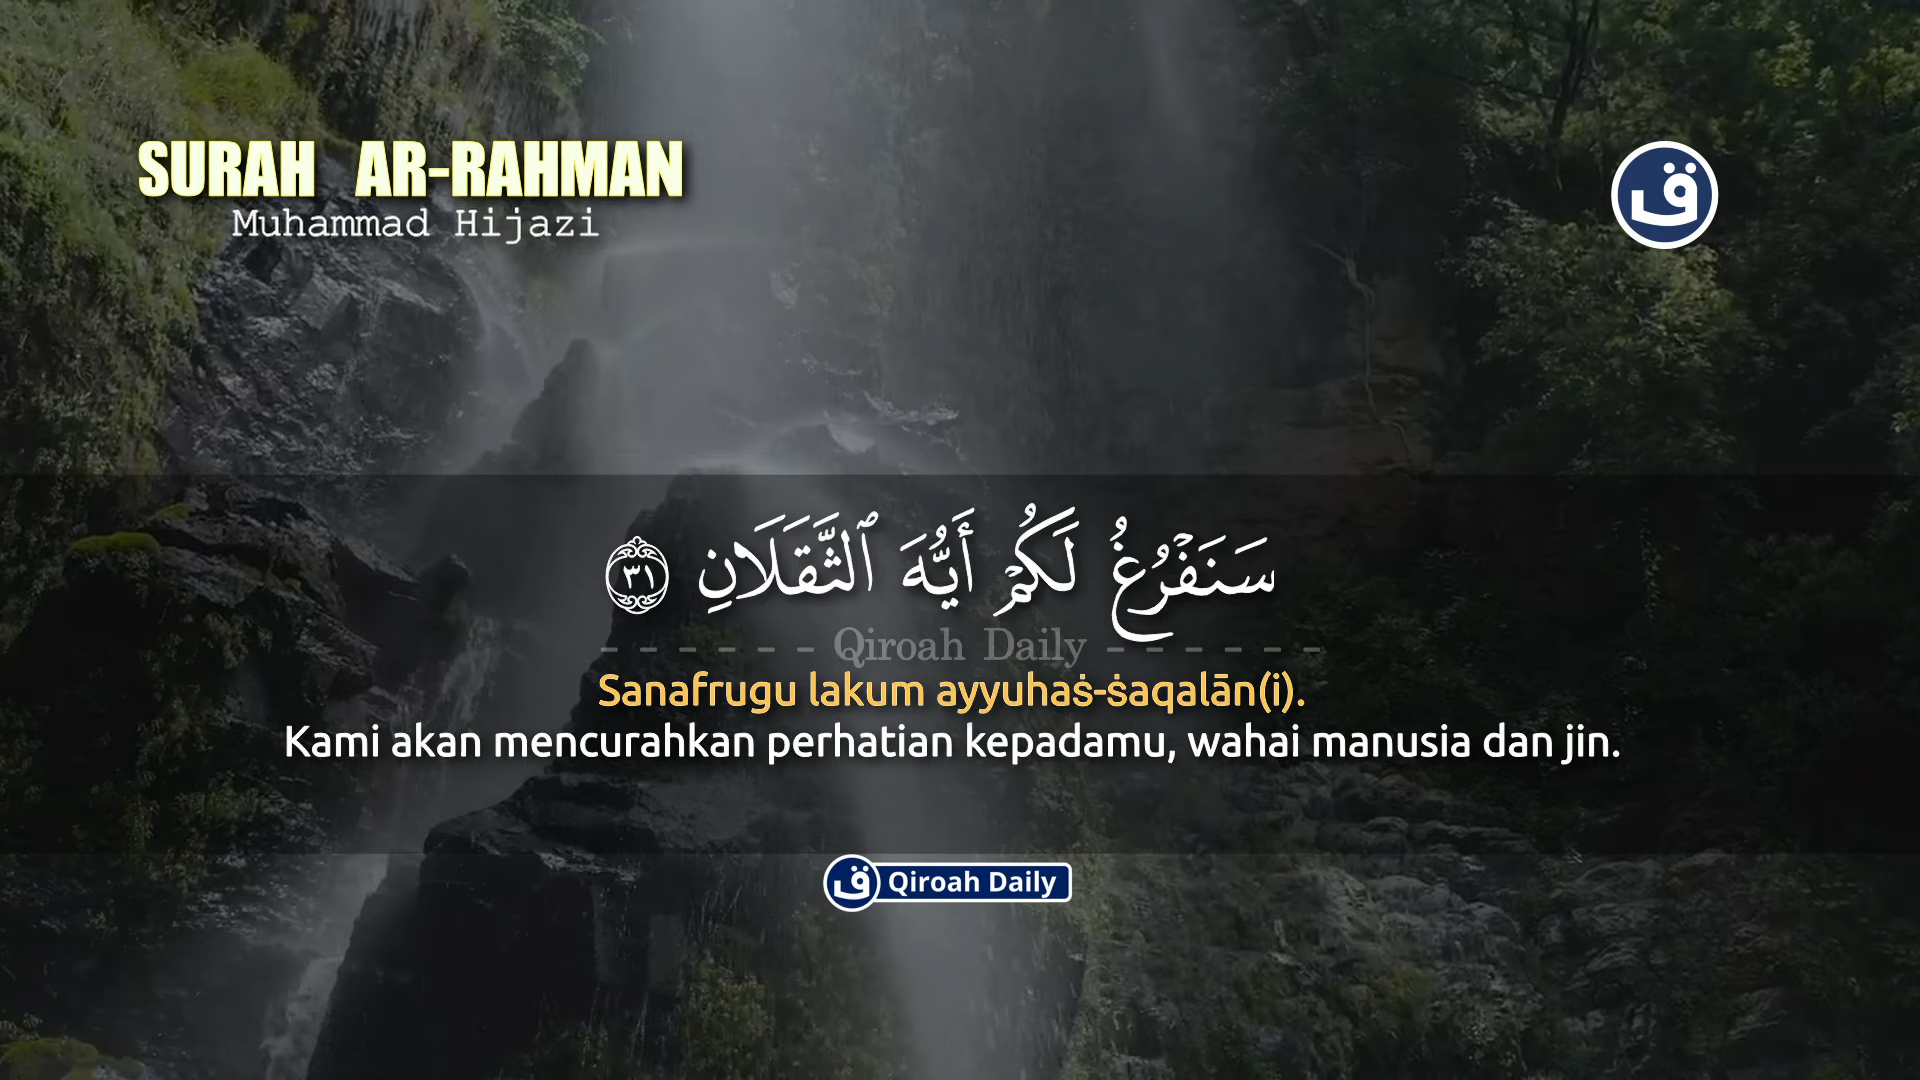 SURAH AR-RAHMAN
Muhammad Hijazi
ق
سَنَفْرُغُ لَكُمْ أَيُّهَ ٱلثَّقَلَانِ ٣١
------ Qiroah Daily ------
Sanafrugu lakum ayyuhaṡ-ṡaqalān(i).
Kami akan mencurahkan perhatian kepadamu, wahai manusia dan jin.
ق Qiroah Daily